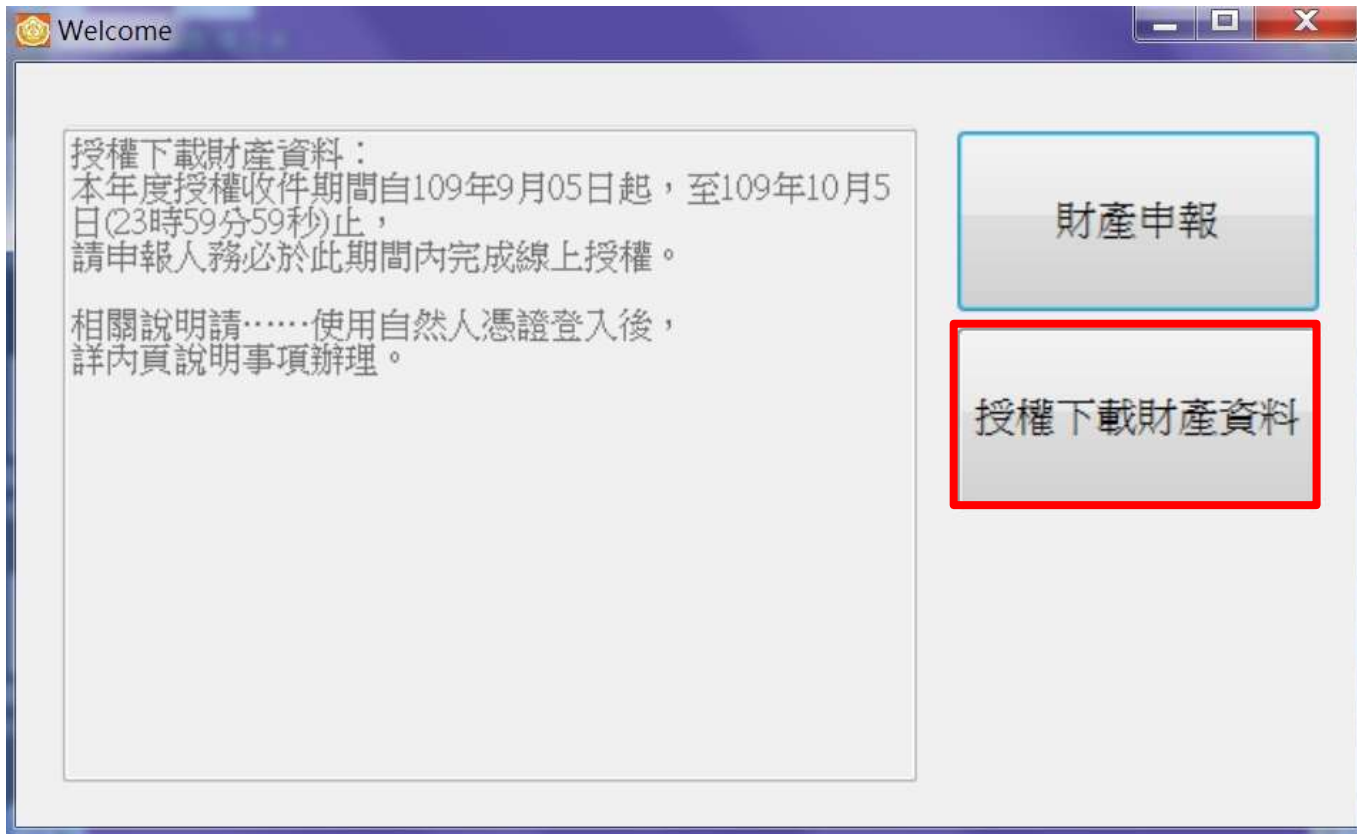 Welcome
授權下載財產資料：
本年度授權收件期間自109年9月05日起，至109年10月5
日(23時59分59秒)止，
請申報人務必於此期間內完成線上授權。
相關說明請……使用自然人憑證登入後，
詳內頁說明事項辦理。
財產申報
授權下載財產資料